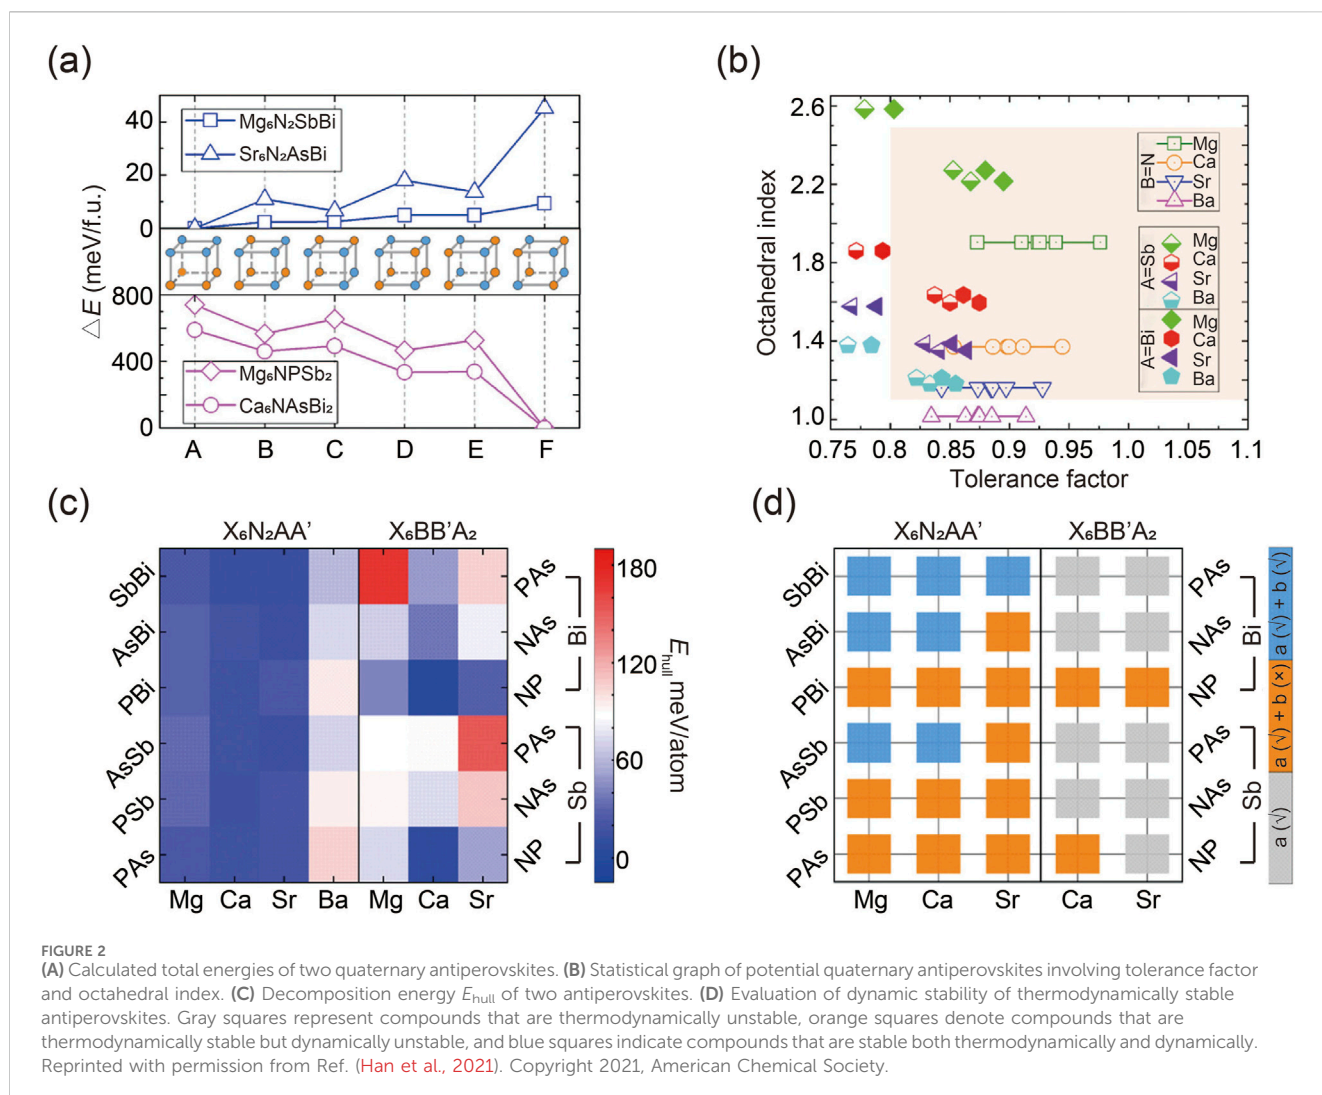 (a)
40
20
0
Mg₆N₂SbBi
Sr₆N₂AsBi
△E (meV/f.u.)
800
400
0
Mg₆NPSb₂
Ca₆NAsBi₂
A B C D E F
(b)
Octahedral index
2.6
2.2
1.8
1.4
1.0
0.75 0.8 0.85 0.9 0.95 1.0 1.05 1.1
Tolerance factor
B=N
Mg
Ca
Sr
Ba
A=Sb
Mg
Ca
Sr
Ba
A=Bi
Mg
Ca
Sr
Ba
(c)
X₆N₂AA' X₆BB'A₂
SbBi
AsBi
PBi
AsSb
PSb
PAs
Mg Ca Sr Ba Mg Ca Sr
PAs
NAs
NP
Bi
PAs
NAs
NP
Sb
180
120
60
0
E hull meV/atom
(d)
X₆N₂AA' X₆BB'A₂
SbBi
AsBi
PBi
AsSb
PSb
PAs
Mg Ca Sr Ca Sr
PAs
NAs
NP
Bi
PAs
NAs
NP
Sb
a (√) + b (√)
a (√) + b (×)
a (√)
FIGURE 2
(A) Calculated total energies of two quaternary antiperovskites. (B) Statistical graph of potential quaternary antiperovskites involving tolerance factor
and octahedral index. (C) Decomposition energy Ehull of two antiperovskites. (D) Evaluation of dynamic stability of thermodynamically stable
antiperovskites. Gray squares represent compounds that are thermodynamically unstable, orange squares denote compounds that are
thermodynamically stable but dynamically unstable, and blue squares indicate compounds that are stable both thermodynamically and dynamically.
Reprinted with permission from Ref. (Han et al., 2021). Copyright 2021, American Chemical Society.